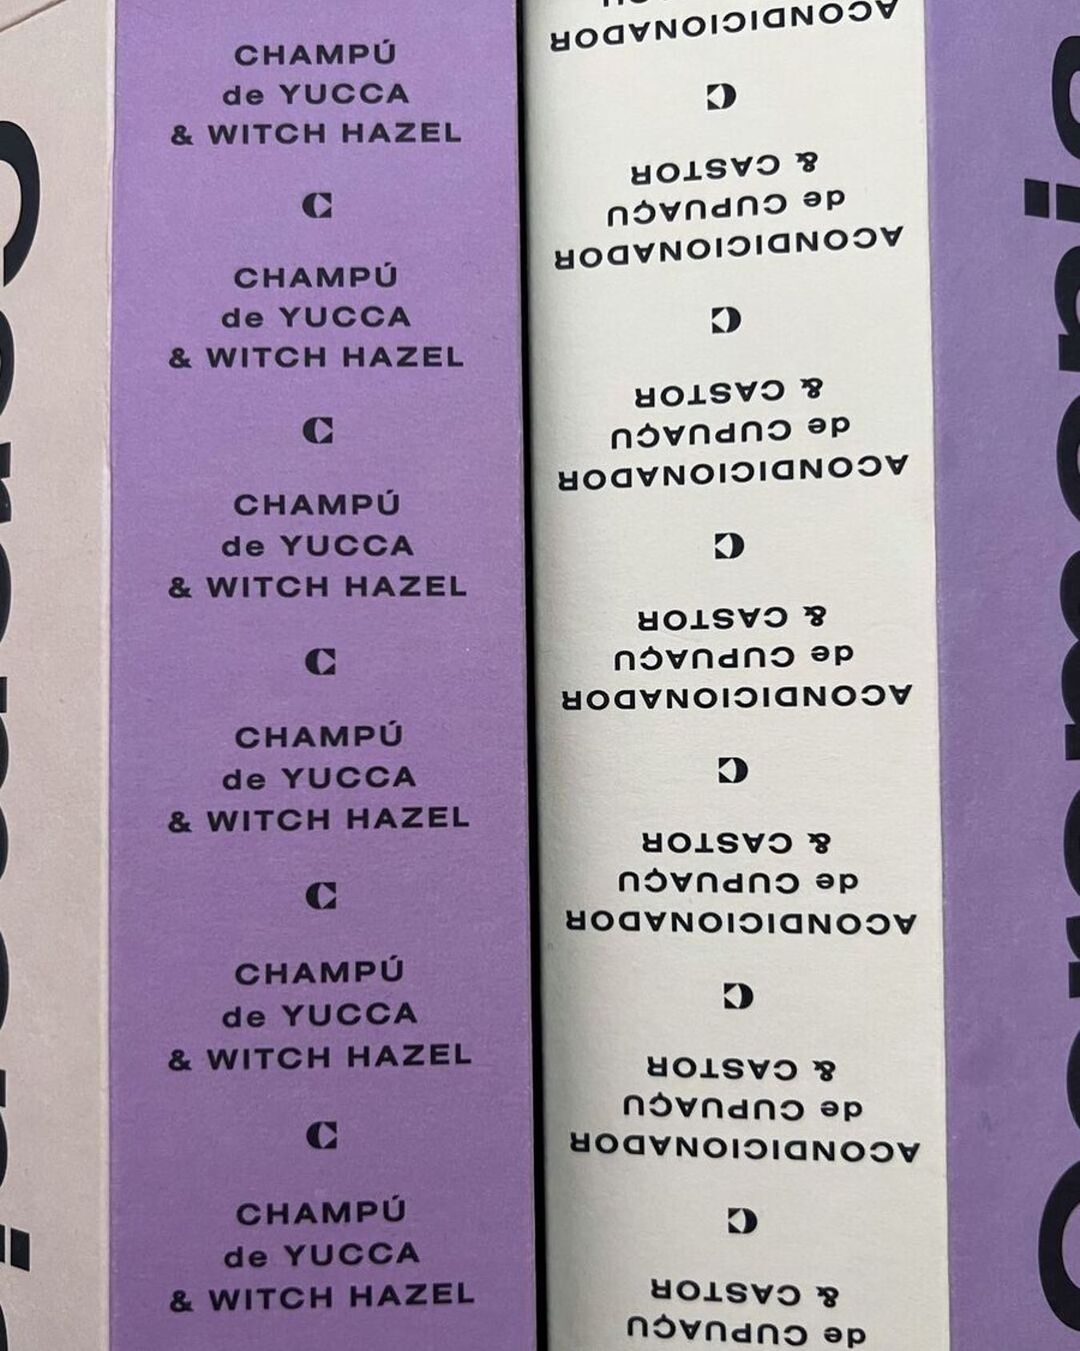 CHAMPÚ
de YUCCA
& WITCH HAZEL
C
CHAMPÚ
de YUCCA
& WITCH HAZEL
C
CHAMPÚ
de YUCCA
& WITCH HAZEL
C
CHAMPÚ
de YUCCA
& WITCH HAZEL
C
CHAMPÚ
de YUCCA
& WITCH HAZEL
C
CHAMPÚ
de YUCCA
& WITCH HAZEL
de CUPUAÇU
& CASTOR
C
ACONDICIONADOR
de CUPUAÇU
& CASTOR
C
ACONDICIONADOR
de CUPUAÇU
& CASTOR
C
ACONDICIONADOR
de CUPUAÇU
& CASTOR
C
ACONDICIONADOR
de CUPUAÇU
& CASTOR
C
ACONDICIONADOR
de CUPUAÇU
& CASTOR
C
ACONDICIONADOR
Ceremonia